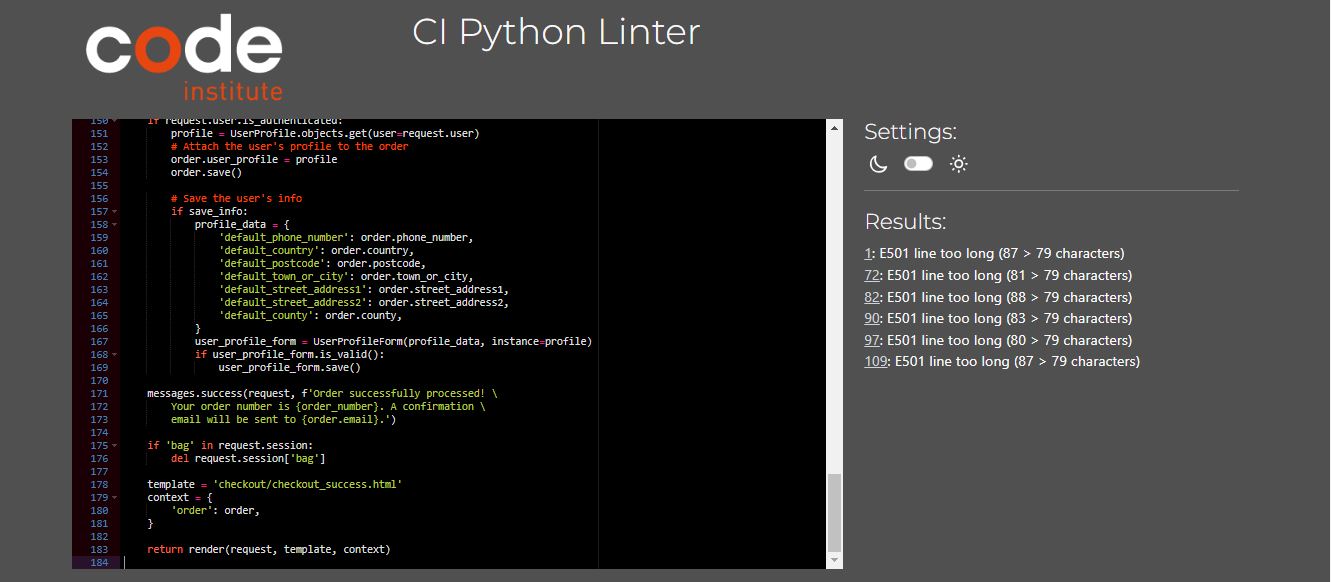 code
institute
CI Python Linter
150 if request.user.is_authenticated:
151 profile = UserProfile.objects.get(user=request.user)
152 # Attach the user's profile to the order
153 order.user_profile = profile
154 order.save()
155
156 # Save the user's info
157 if save_info:
158 profile_data = {
159 'default_phone_number': order.phone_number,
160 'default_country': order.country,
161 'default_postcode': order.postcode,
162 'default_town_or_city': order.town_or_city,
163 'default_street_address1': order.street_address1,
164 'default_street_address2': order.street_address2,
165 'default_county': order.county,
166 }
167 user_profile_form = UserProfileForm(profile_data, instance=profile)
168 if user_profile_form.is_valid():
169 user_profile_form.save()
170
171 messages.success(request, f'Order successfully processed! \
172 Your order number is {order_number}. A confirmation \
173 email will be sent to {order.email}.')
174
175 if 'bag' in request.session:
176 del request.session['bag']
177
178 template = 'checkout/checkout_success.html'
179 context = {
180 'order': order,
181 }
182
183 return render(request, template, context)
184
Settings:
Results:
1: E501 line too long (87 > 79 characters)
72: E501 line too long (81 > 79 characters)
82: E501 line too long (88 > 79 characters)
90: E501 line too long (83 > 79 characters)
97: E501 line too long (80 > 79 characters)
109: E501 line too long (87 > 79 characters)